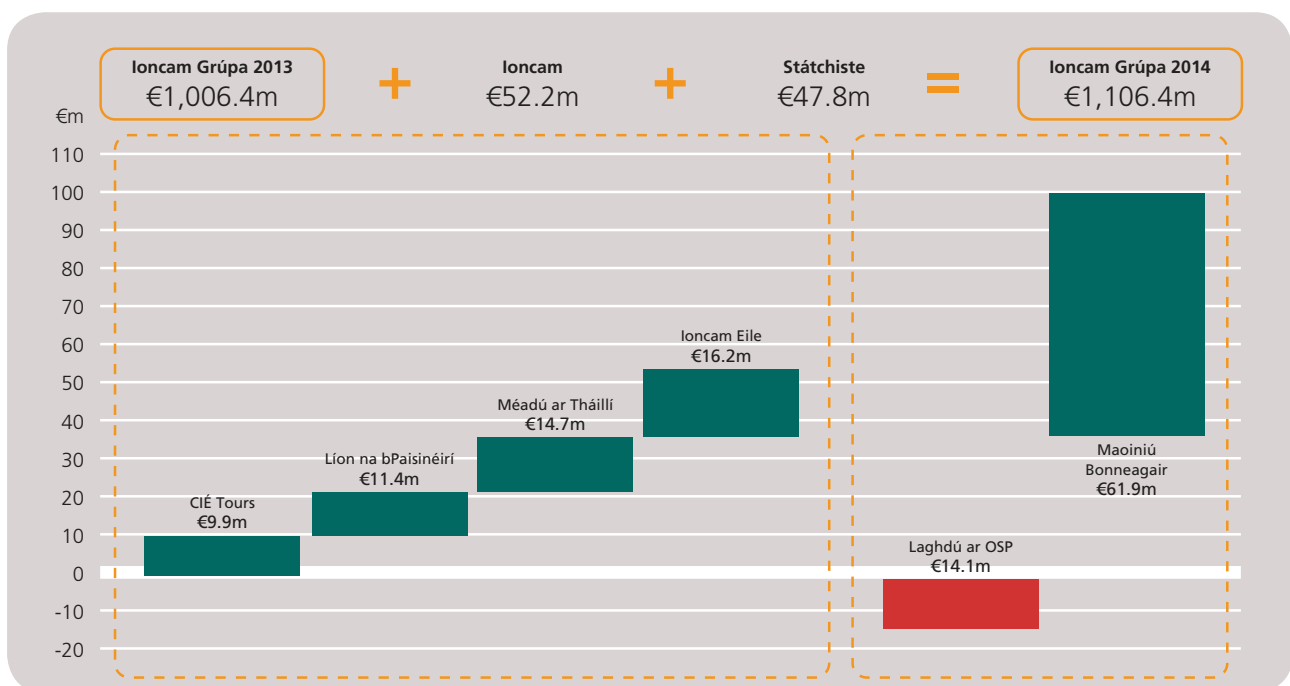 Ioncam Grúpa 2013
€1,006.4m
+
Ioncam
€52.2m
+
Státchiste
€47.8m
=
Ioncam Grúpa 2014
€1,106.4m
€m
110
100
90
80
70
60
50
40
30
20
10
0
-10
-20
CIÉ Tours
€9.9m
Líon na bPaisinéirí
€11.4m
Méadú ar Tháillí
€14.7m
Ioncam Eile
€16.2m
Laghdú ar OSP
€14.1m
Maoiniú
Bonneagair
€61.9m